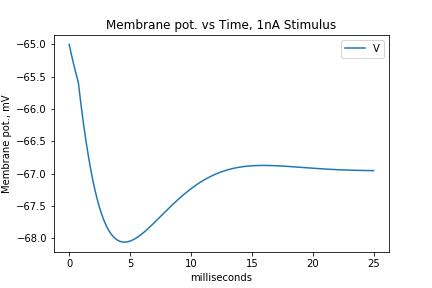 Membrane pot. vs Time, 1nA Stimulus
V
Membrane pot., mV
−65.0
−65.5
−66.0
−66.5
−67.0
−67.5
−68.0
0 5 10 15 20 25
milliseconds